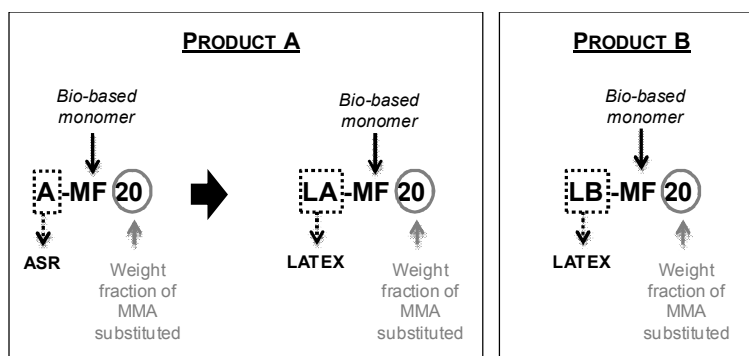 PRODUCT A
Bio-based
monomer
A-MF 20
ASR
Weight
fraction of
MMA
substituted
Bio-based
monomer
LA-MF 20
LATEX
Weight
fraction of
MMA
substituted
PRODUCT B
Bio-based
monomer
LB-MF 20
LATEX
Weight
fraction of
MMA
substituted